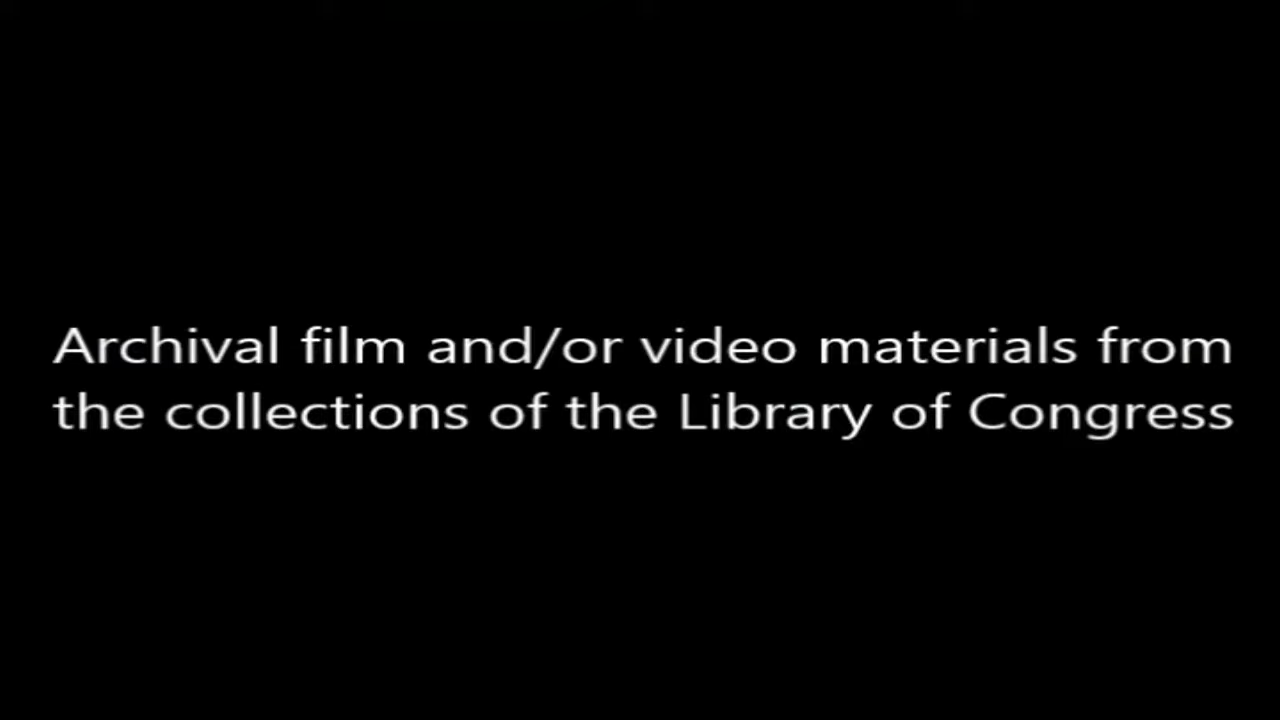 Archival film and/or video materials from
the collections of the Library of Congress